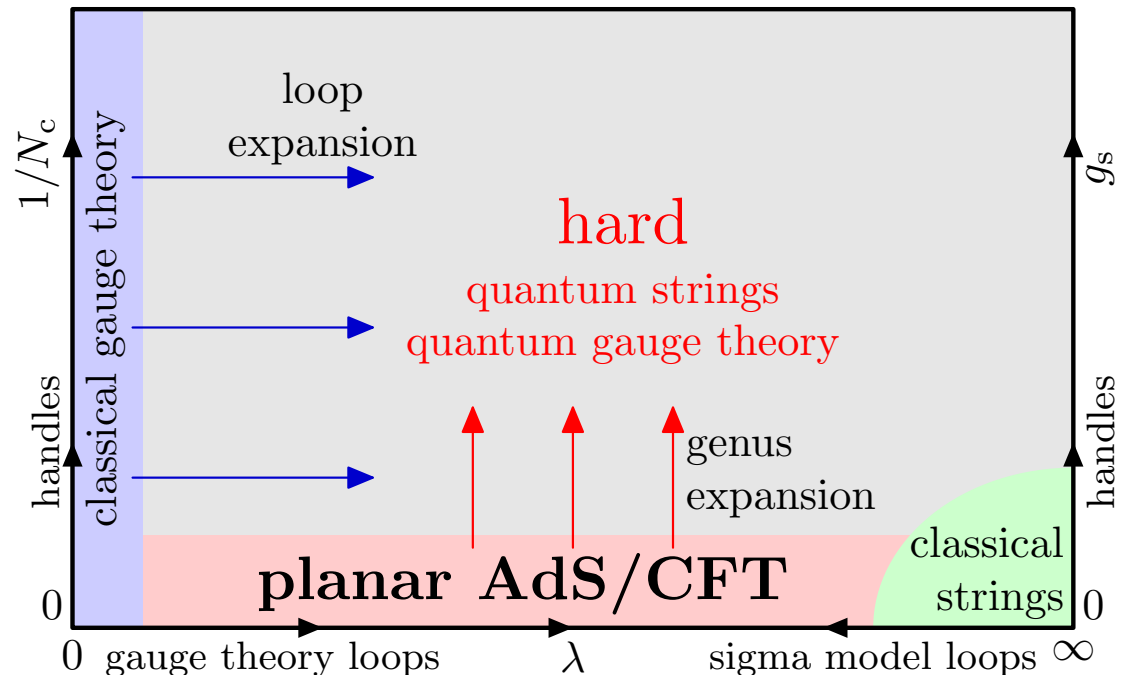 1/N_c
handles
0
classical gauge theory
loop
expansion
hard
quantum strings
quantum gauge theory
genus
expansion
planar AdS/CFT
classical
strings
g_s
handles
0
0
gauge theory loops
λ
sigma model loops
∞